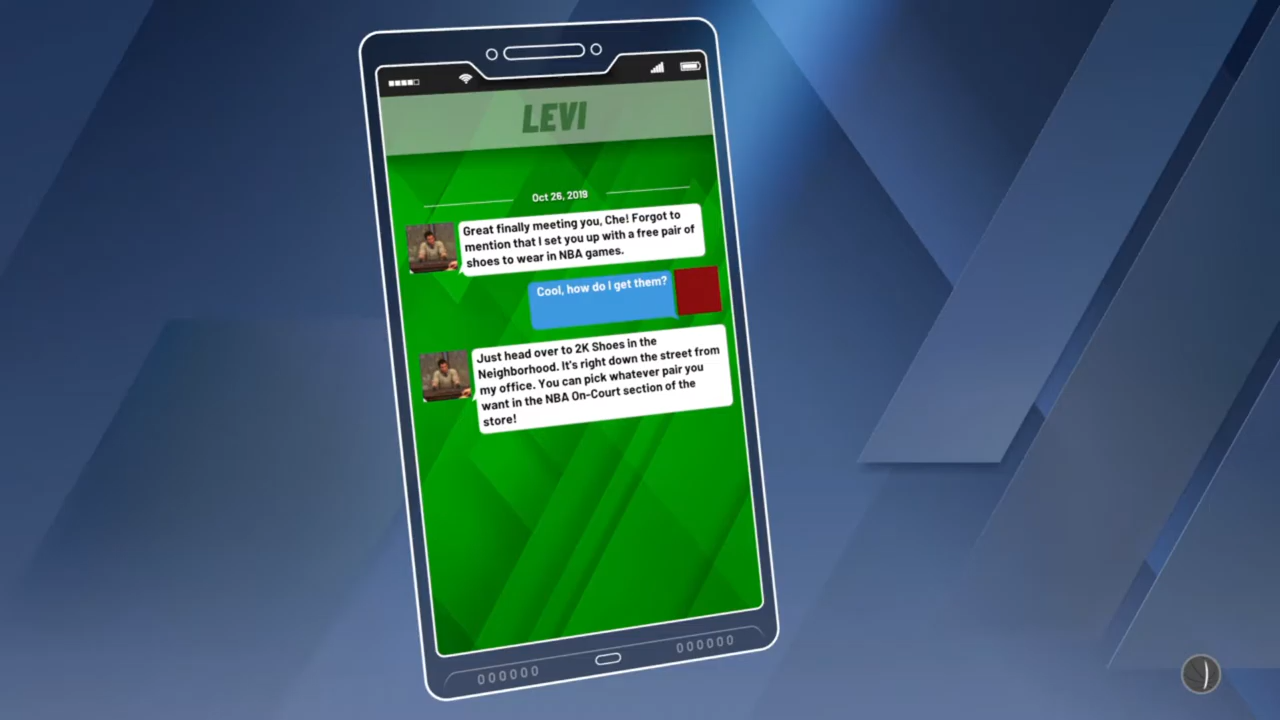 LEVI
Oct 26, 2019
Great finally meeting you, Che! Forgot to
mention that I set you up with a free pair of
shoes to wear in NBA games.
Cool, how do I get them?
Just head over to 2K Shoes in the
Neighborhood. It's right down the street from
my office. You can pick whatever pair you
want in the NBA On-Court section of the
store!